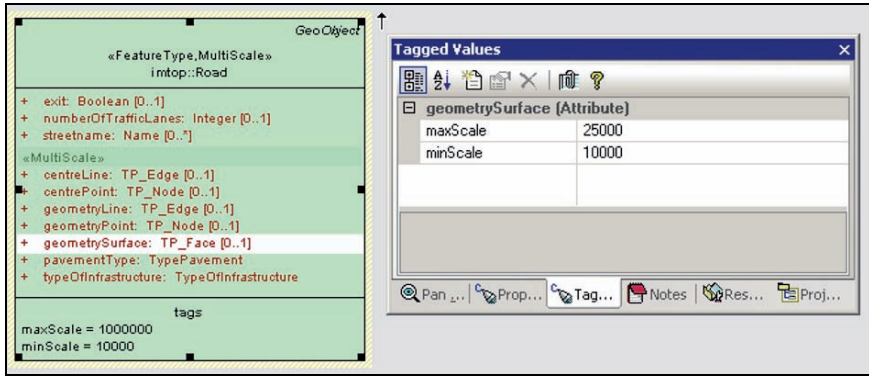 GeoObject
«FeatureType,MultiScale»
imtop::Road
+ exit: Boolean [0..1]
+ numberOfTrafficLanes: Integer [0..1]
+ streetname: Name [0..*]
«MultiScale»
+ centreLine: TP_Edge [0..1]
+ centrePoint: TP_Node [0..1]
+ geometryLine: TP_Edge [0..1]
+ geometryPoint: TP_Node [0..1]
+ geometrySurface: TP_Face [0..1]
+ pavementType: TypePavement
+ typeOfInfrastructure: TypeOfInfrastructure
tags
maxScale = 1000000
minScale = 10000
Tagged Values
geometrySurface (Attribute)
maxScale 25000
minScale 10000
Pan ... Prop... Tag... Notes Res... Proj...